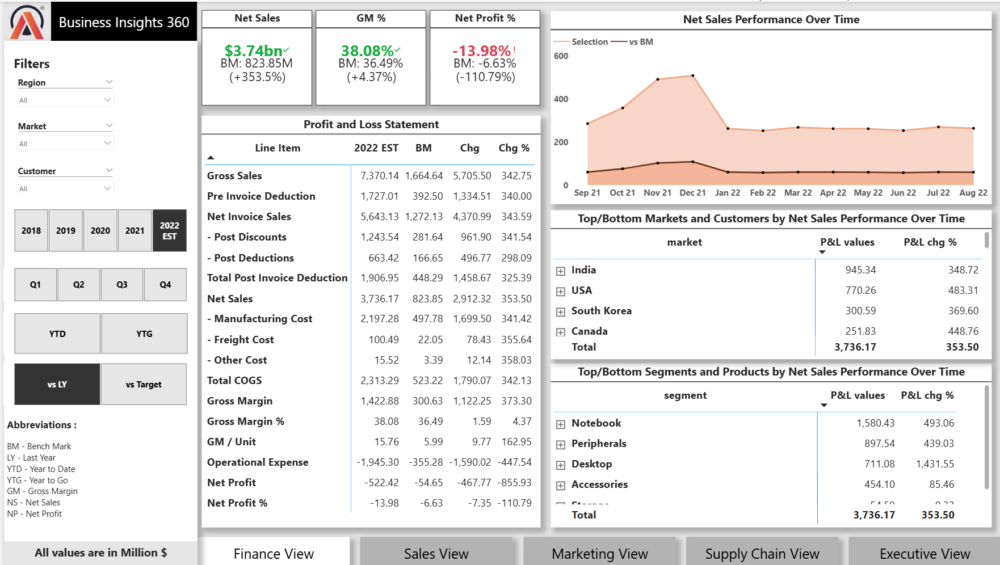 Business Insights 360
Filters
Region
All
Market
All
Customer
All
2018 2019 2020 2021 2022 EST
Q1 Q2 Q3 Q4
YTD YTG
vs LY vs Target
Abbreviations :
BM - Bench Mark
LY - Last Year
YTD - Year to Date
YTG - Year to Go
GM - Gross Margin
NS - Net Sales
NP - Net Profit
All values are in Million $
Net Sales
$3.74bn
BM: 823.85M
(+353.5%)
GM %
38.08%
BM: 36.49%
(+4.37%)
Net Profit %
-13.98%!
BM: -6.63%
(-110.79%)
Profit and Loss Statement
Line Item 2022 EST BM Chg Chg %
Gross Sales 7,370.14 1,664.64 5,705.50 342.75
Pre Invoice Deduction 1,727.01 392.50 1,334.51 340.00
Net Invoice Sales 5,643.13 1,272.13 4,370.99 343.59
- Post Discounts 1,243.54 281.64 961.90 341.54
- Post Deductions 663.42 166.65 496.77 298.09
Total Post Invoice Deduction 1,906.95 448.29 1,458.67 325.39
Net Sales 3,736.17 823.85 2,912.32 353.50
- Manufacturing Cost 2,197.28 497.78 1,699.50 341.42
- Freight Cost 100.49 22.05 78.43 355.64
- Other Cost 15.52 3.39 12.14 358.03
Total COGS 2,313.29 523.22 1,790.07 342.13
Gross Margin 1,422.88 300.63 1,122.25 373.30
Gross Margin % 38.08 36.49 1.59 4.37
GM / Unit 15.76 5.99 9.77 162.95
Operational Expense -1,945.30 -355.28 -1,590.02 -447.54
Net Profit -522.42 -54.65 -467.77 -855.93
Net Profit % -13.98 -6.63 -7.35 -110.79
Net Sales Performance Over Time
Selection vs BM
600
400
200
0
Sep 21 Oct 21 Nov 21 Dec 21 Jan 22 Feb 22 Mar 22 Apr 22 May 22 Jun 22 Jul 22 Aug 22
Top/Bottom Markets and Customers by Net Sales Performance Over Time
market P&L values P&L chg %
India 945.34 348.72
USA 770.26 483.31
South Korea 300.59 369.60
Canada 251.83 448.76
Total 3,736.17 353.50
Top/Bottom Segments and Products by Net Sales Performance Over Time
segment P&L values P&L chg %
Notebook 1,580.43 493.06
Peripherals 897.54 439.03
Desktop 711.08 1,431.55
Accessories 454.10 85.46
Total 3,736.17 353.50
Finance View Sales View Marketing View Supply Chain View Executive View